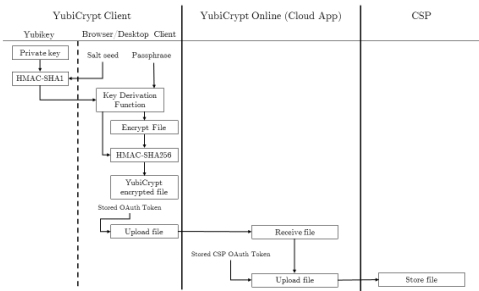 YubiCrypt Client
YubiCrypt Online (Cloud App)
CSP
Yubikey
Browser/Desktop Client
Private key
Salt seed
Passphrase
HMAC-SHA1
Key Derivation
Function
Encrypt File
HMAC-SHA256
YubiCrypt
encrypted file
Stored OAuth Token
Upload file
Receive file
Stored CSP OAuth Token
Upload file
Store file